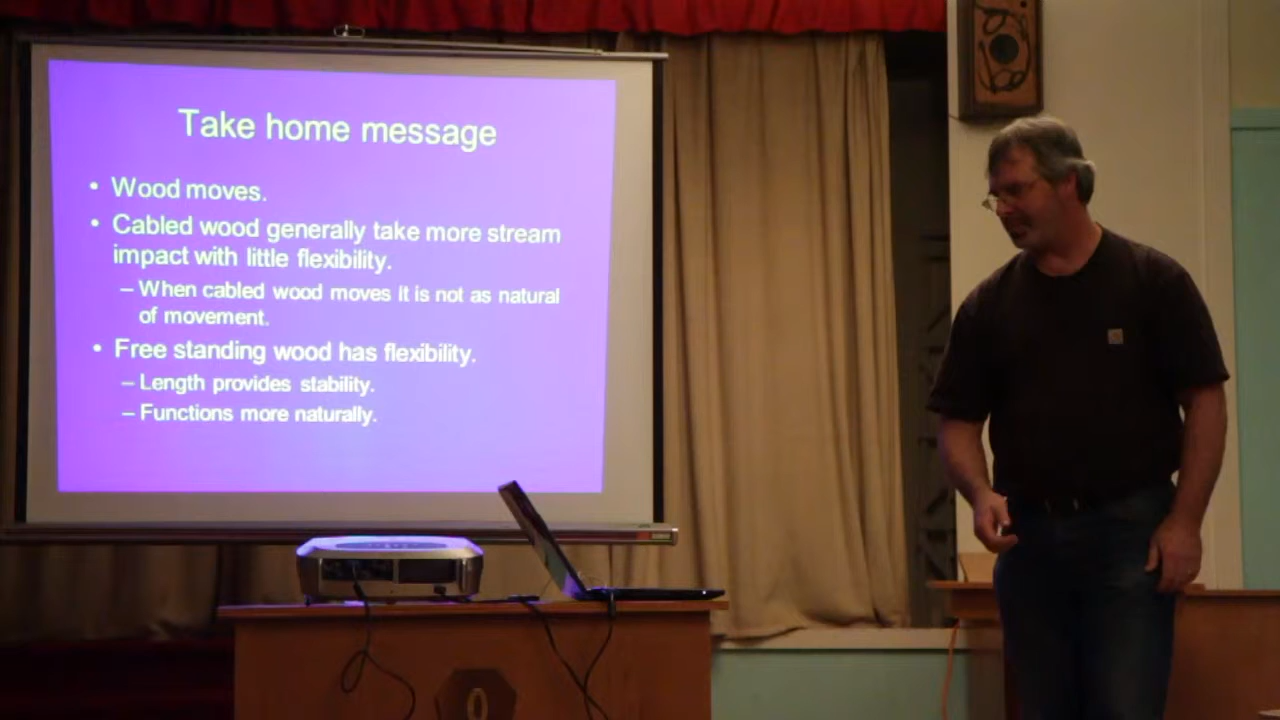 Take home message
• Wood moves.
• Cabled wood generally take more stream
impact with little flexibility.
– When cabled wood moves it is not as natural
of movement.
• Free standing wood has flexibility.
– Length provides stability.
– Functions more naturally.
0